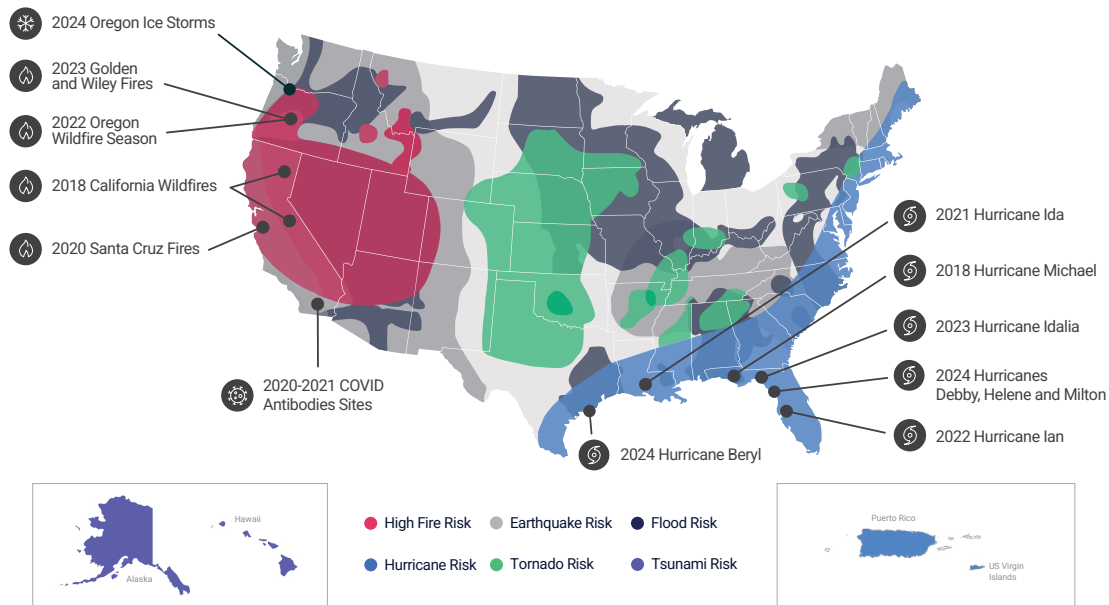 2024 Oregon Ice Storms
2023 Golden
and Wiley Fires
2022 Oregon
Wildfire Season
2018 California Wildfires
2020 Santa Cruz Fires
2020-2021 COVID
Antibodies Sites
2021 Hurricane Ida
2018 Hurricane Michael
2023 Hurricane Idalia
2024 Hurricanes
Debby, Helene and Milton
2022 Hurricane Ian
2024 Hurricane Beryl
Hawaii
Alaska
High Fire Risk
Earthquake Risk
Flood Risk
Hurricane Risk
Tornado Risk
Tsunami Risk
Puerto Rico
US Virgin
Islands